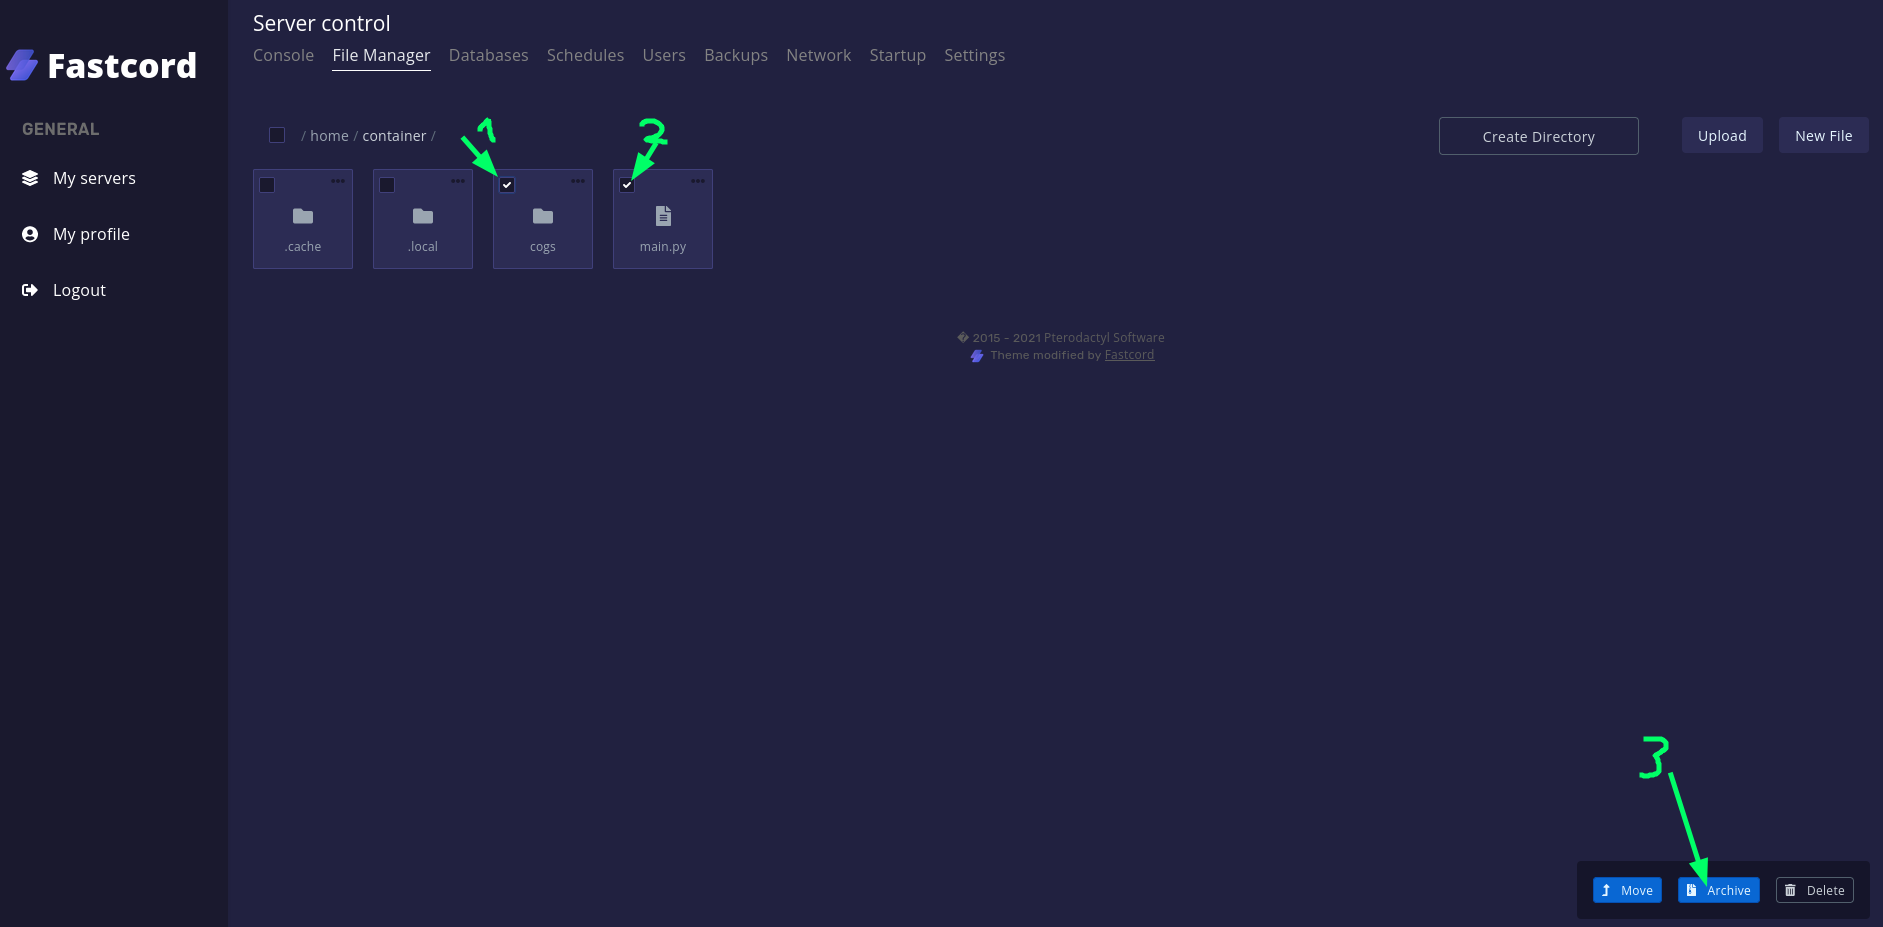 Fastcord
GENERAL
My servers
My profile
Logout
Server control
Console File Manager Databases Schedules Users Backups Network Startup Settings
/ home / container /
1
2
Create Directory
Upload
New File
.cache
.local
cogs
main.py
� 2015 - 2021 Pterodactyl Software
Theme modified by Fastcord
3
Move
Archive
Delete